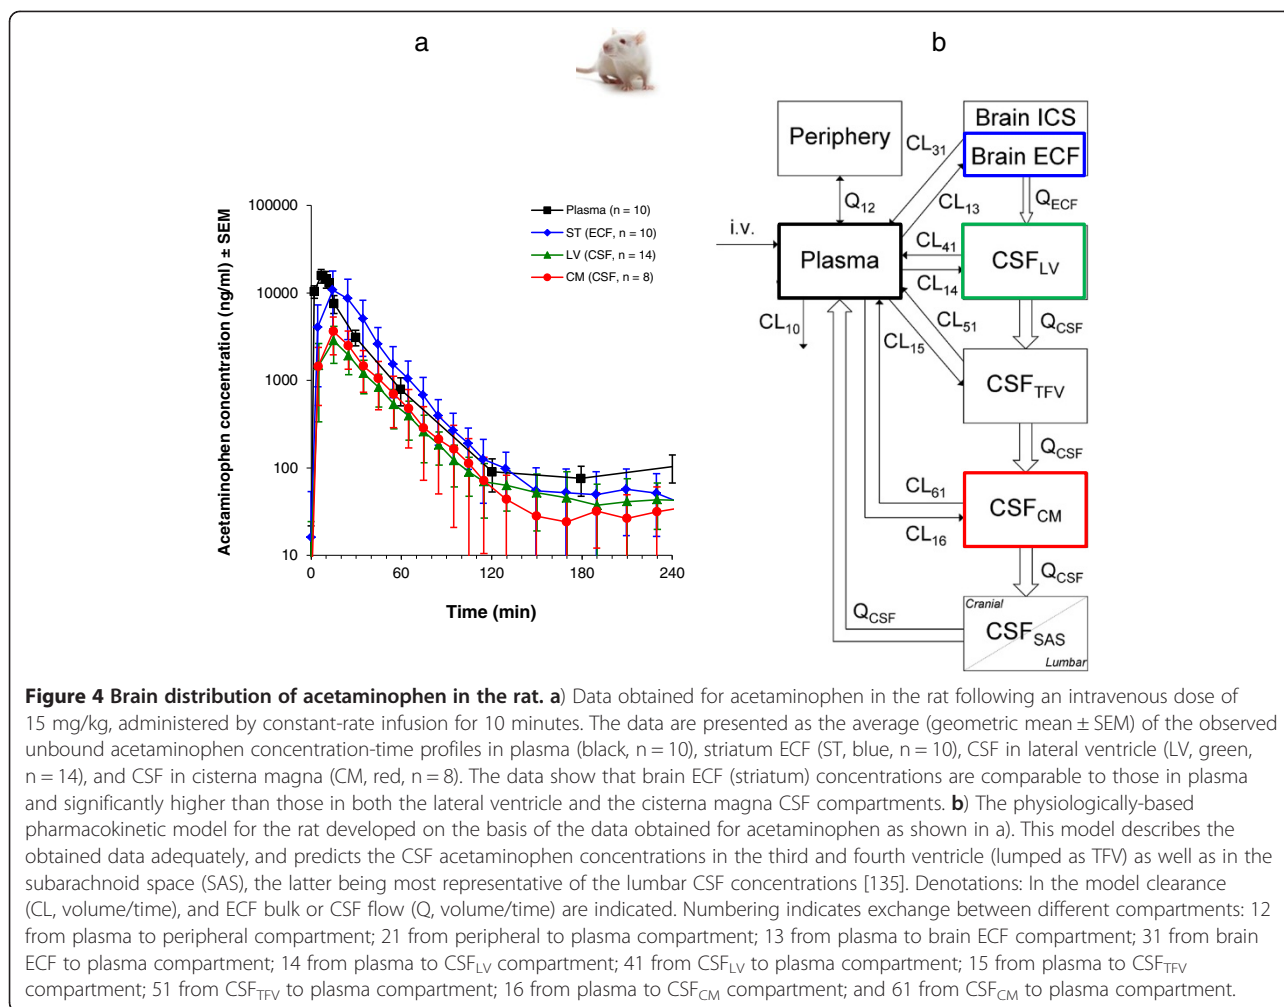 a
b
Acetaminophen concentration (ng/ml) ± SEM
100000
10000
1000
100
10
0
60
120
180
240
Time (min)
Plasma (n = 10)
ST (ECF, n = 10)
LV (CSF, n = 14)
CM (CSF, n = 8)
Periphery
Brain ICS
Brain ECF
CL31
CL13
Q12
QECF
i.v.
Plasma
CL41
CL14
CSFLV
CL10
CL51
CL15
QCSF
CSFTFV
QCSF
CL61
CL16
CSFCM
QCSF
QCSF
Cranial
CSFSAS
Lumbar
Figure 4 Brain distribution of acetaminophen in the rat. a) Data obtained for acetaminophen in the rat following an intravenous dose of
15 mg/kg, administered by constant-rate infusion for 10 minutes. The data are presented as the average (geometric mean ± SEM) of the observed
unbound acetaminophen concentration-time profiles in plasma (black, n = 10), striatum ECF (ST, blue, n = 10), CSF in lateral ventricle (LV, green,
n = 14), and CSF in cisterna magna (CM, red, n = 8). The data show that brain ECF (striatum) concentrations are comparable to those in plasma
and significantly higher than those in both the lateral ventricle and the cisterna magna CSF compartments. b) The physiologically-based
pharmacokinetic model for the rat developed on the basis of the data obtained for acetaminophen as shown in a). This model describes the
obtained data adequately, and predicts the CSF acetaminophen concentrations in the third and fourth ventricle (lumped as TFV) as well as in the
subarachnoid space (SAS), the latter being most representative of the lumbar CSF concentrations [135]. Denotations: In the model clearance
(CL, volume/time), and ECF bulk or CSF flow (Q, volume/time) are indicated. Numbering indicates exchange between different compartments: 12
from plasma to peripheral compartment; 21 from peripheral to plasma compartment; 13 from plasma to brain ECF compartment; 31 from brain
ECF to plasma compartment; 14 from plasma to CSFLV compartment; 41 from CSFLV to plasma compartment; 15 from plasma to CSFTFV
compartment; 51 from CSFTFV to plasma compartment; 16 from plasma to CSFCM compartment; and 61 from CSFCM to plasma compartment.